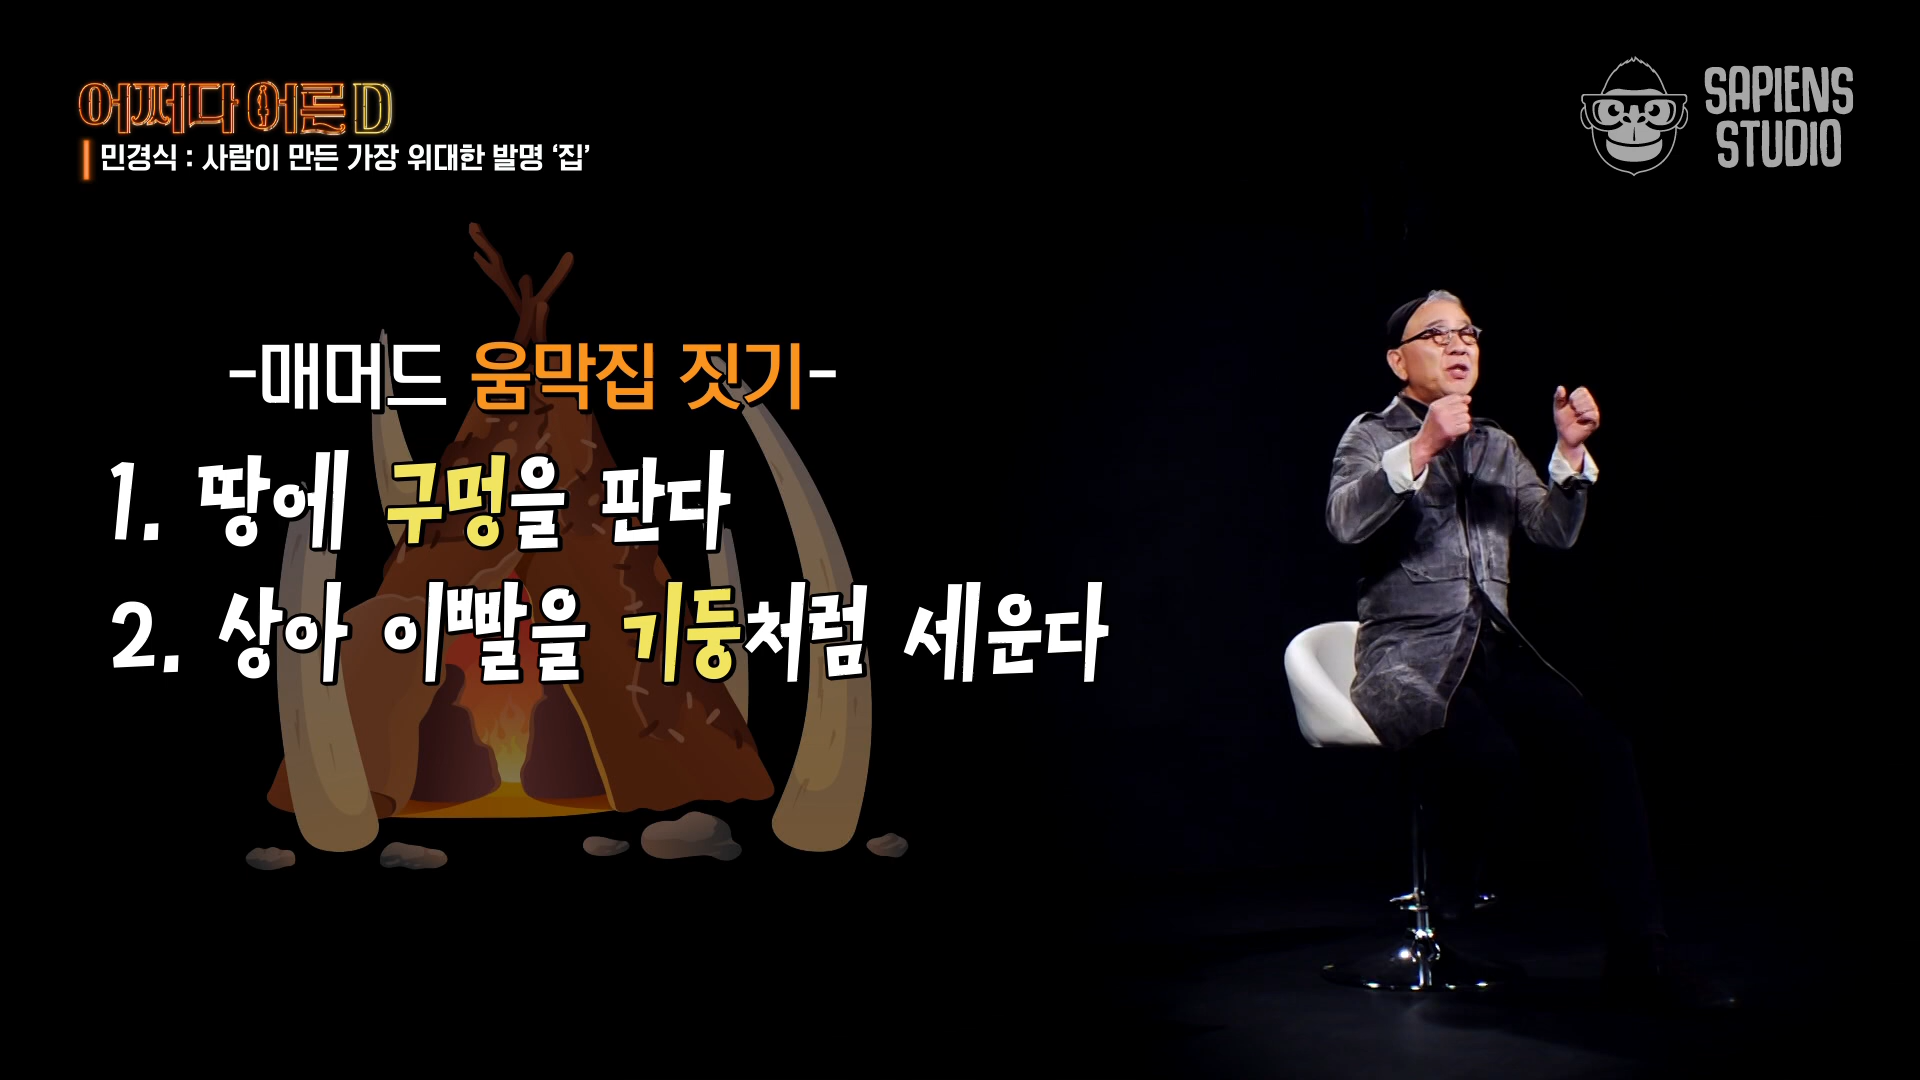 어쩌다 어른 D
민경식 : 사람이 만든 가장 위대한 발명 ‘집’
SAPIENS
STUDIO
-매머드 움막집 짓기-
1. 땅에 구멍을 판다
2. 상아 이빨을 기둥처럼 세운다